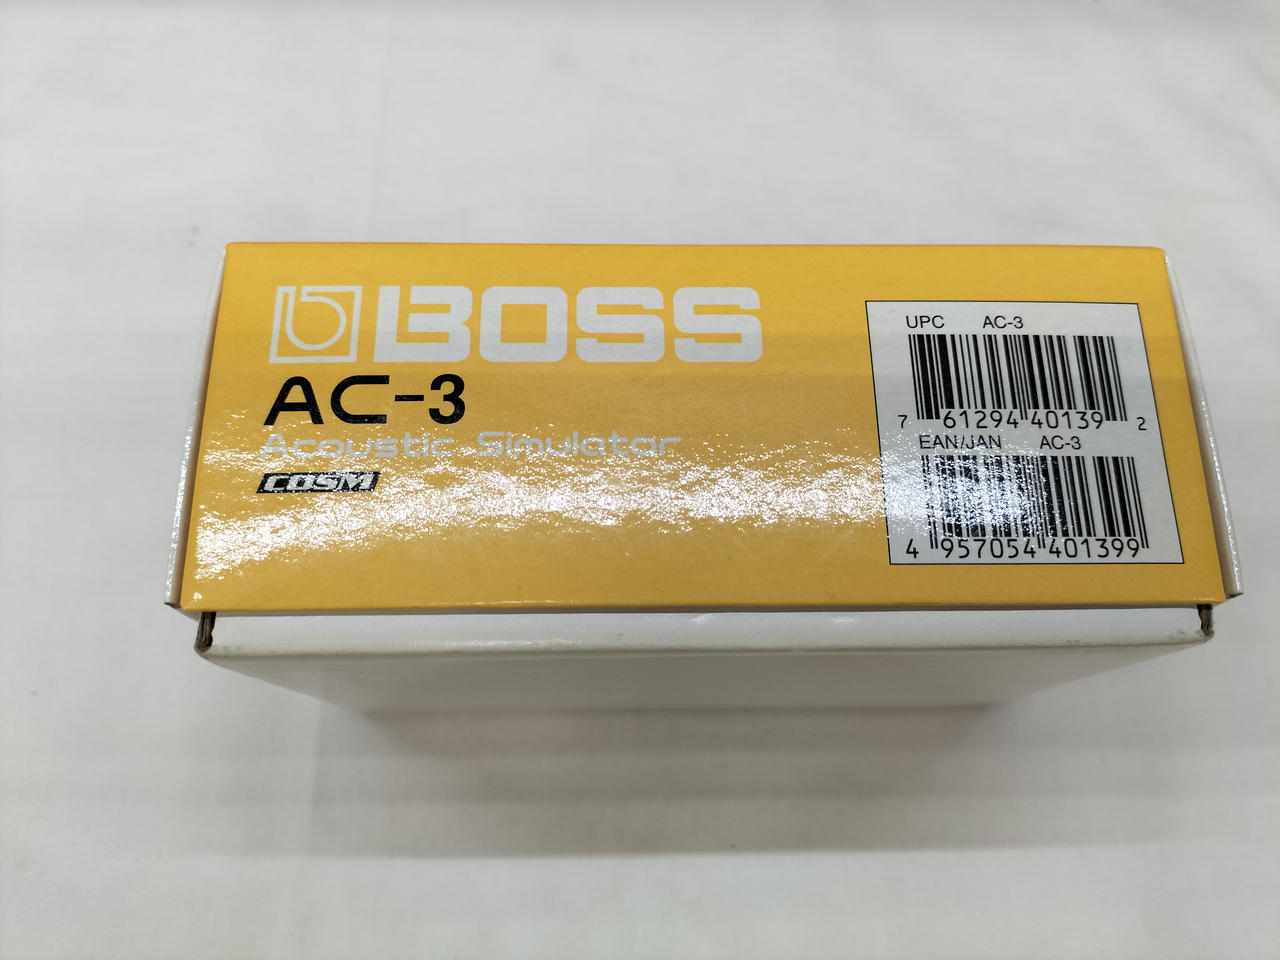 BOSS
AC-3
Acoustic Simulator
COSM
UPC AC-3
7 61294 40139 2
EAN/JAN AC-3
4 957054 401399